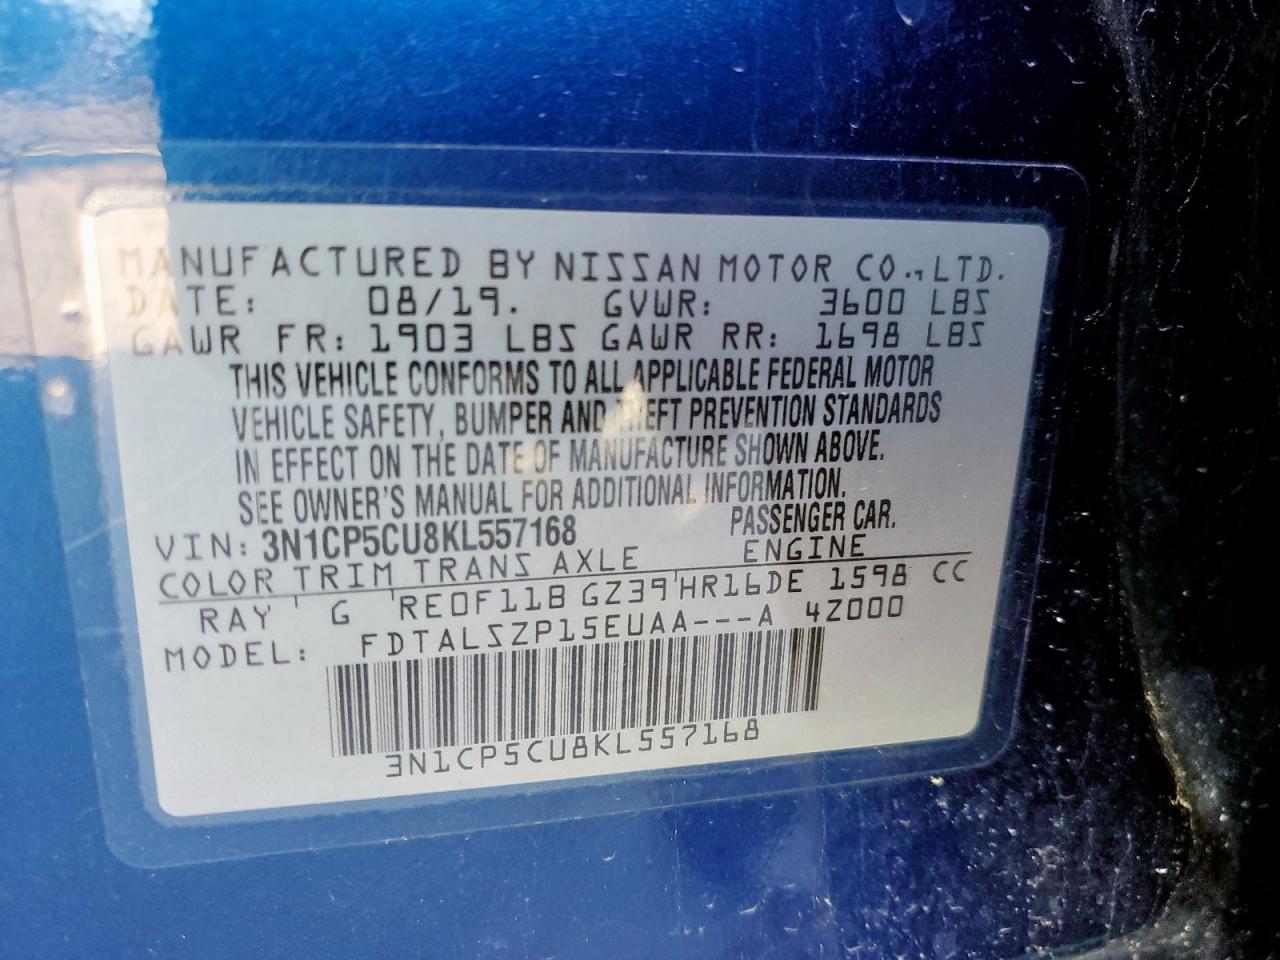 MANUFACTURED BY NISSAN MOTOR CO., LTD.
DATE: 08/19. GVWR: 3600 LBS
GAWR FR: 1903 LBS GAWR RR: 1698 LBS
THIS VEHICLE CONFORMS TO ALL APPLICABLE FEDERAL MOTOR
VEHICLE SAFETY, BUMPER AND THEFT PREVENTION STANDARDS
IN EFFECT ON THE DATE OF MANUFACTURE SHOWN ABOVE.
SEE OWNER'S MANUAL FOR ADDITIONAL INFORMATION.
VIN: 3N1CP5CU8KL557168 PASSENGER CAR.
COLOR TRIM TRANS AXLE ENGINE
RAY ' G 'RE0F11B GZ39'HR16DE 1598 CC
MODEL: FDTALSZP15EUAA---A 4Z000
3N1CP5CU8KL557168